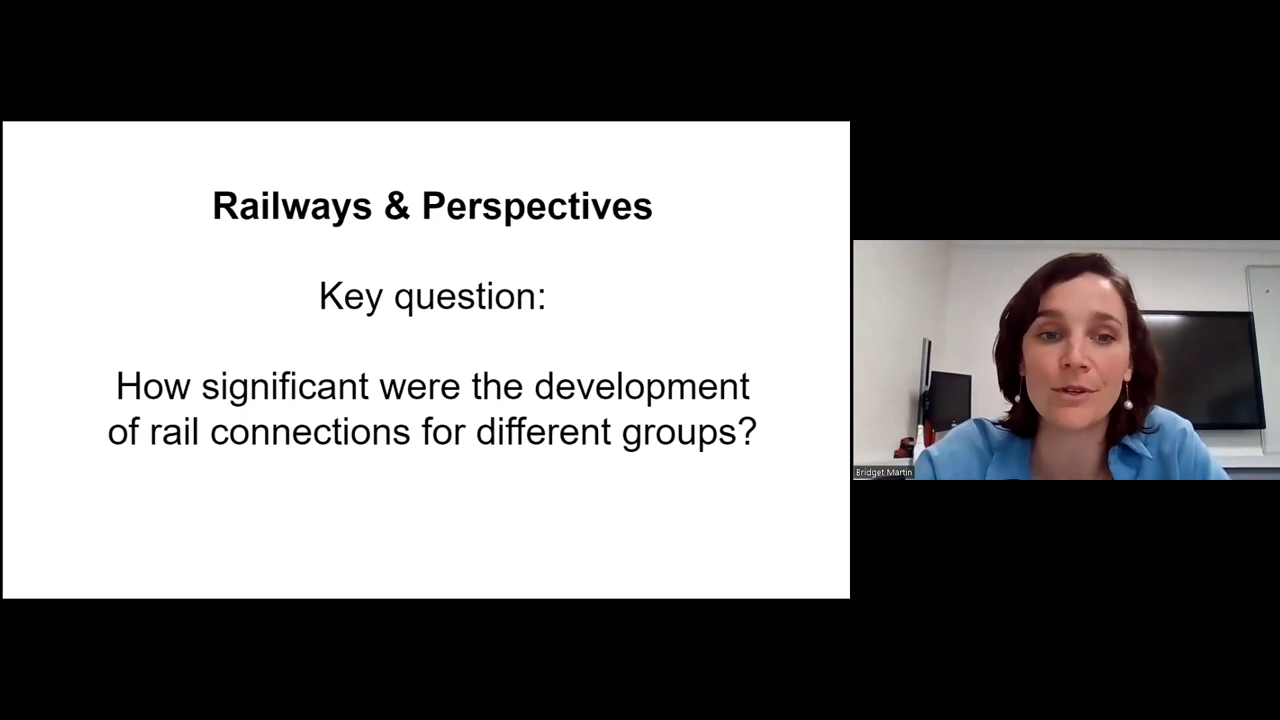 Railways & Perspectives
Key question:
How significant were the development
of rail connections for different groups?
Bridget Martin